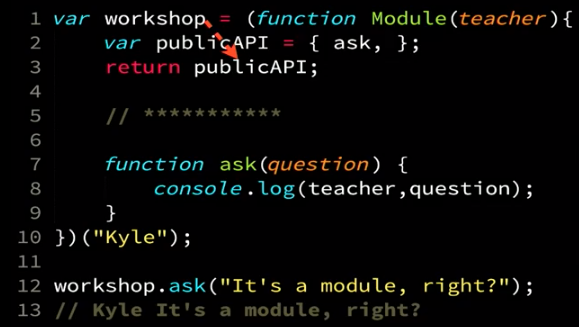 1 var workshop = (function Module(teacher){
2     var publicAPI = { ask, };
3     return publicAPI;
4
5     // ***********
6
7     function ask(question) {
8         console.log(teacher,question);
9     }
10 })("Kyle");
11
12 workshop.ask("It's a module, right?");
13 // Kyle It's a module, right?